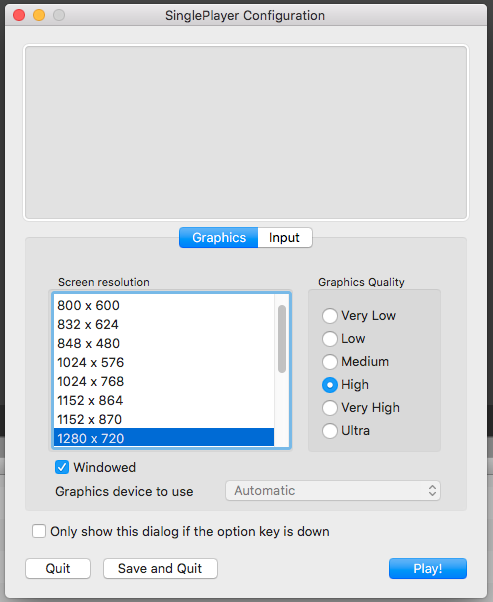 SinglePlayer Configuration
Graphics
Input
Screen resolution
800 x 600
832 x 624
848 x 480
1024 x 576
1024 x 768
1152 x 864
1152 x 870
1280 x 720
Graphics Quality
Very Low
Low
Medium
High
Very High
Ultra
Windowed
Graphics device to use
Automatic
Only show this dialog if the option key is down
Quit
Save and Quit
Play!